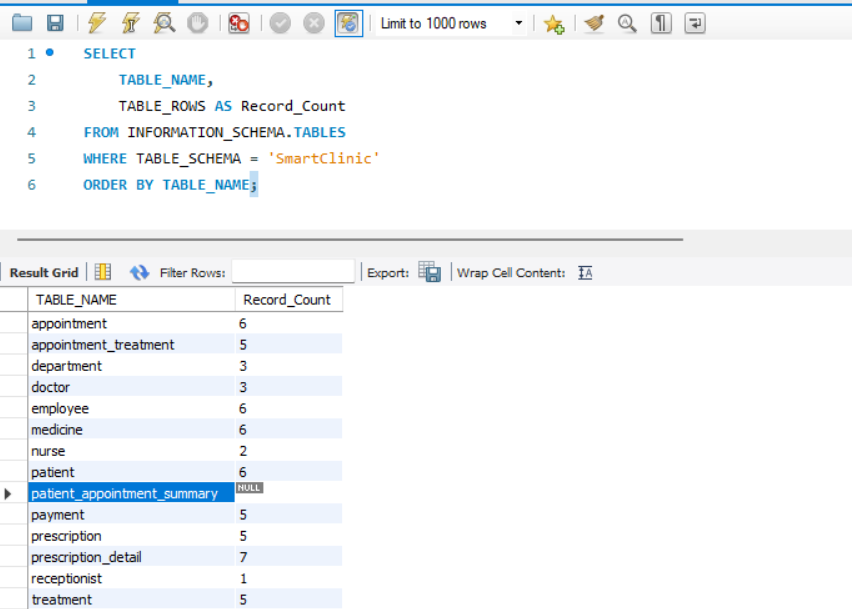 Limit to 1000 rows
1 SELECT
2 TABLE_NAME,
3 TABLE_ROWS AS Record_Count
4 FROM INFORMATION_SCHEMA.TABLES
5 WHERE TABLE_SCHEMA = 'SmartClinic'
6 ORDER BY TABLE_NAME;
Result Grid Filter Rows: Export: Wrap Cell Content: IA
TABLE_NAME Record_Count
appointment 6
appointment_treatment 5
department 3
doctor 3
employee 6
medicine 6
nurse 2
patient 6
patient_appointment_summary NULL
payment 5
prescription 5
prescription_detail 7
receptionist 1
treatment 5